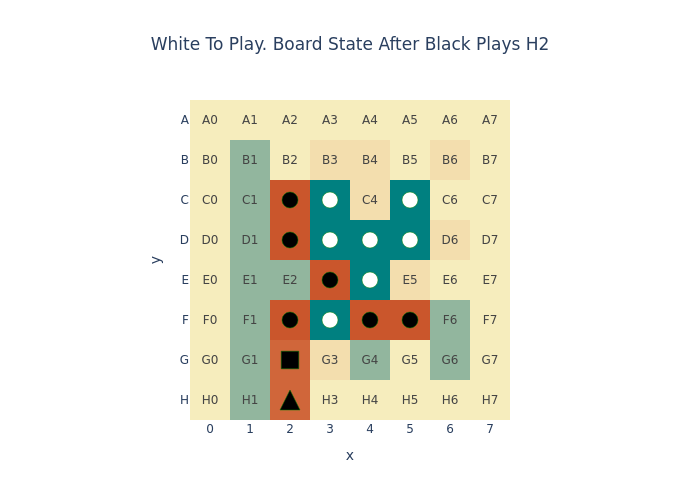 White To Play. Board State After Black Plays H2
A A0 A1 A2 A3 A4 A5 A6 A7
B B0 B1 B2 B3 B4 B5 B6 B7
C C0 C1 C4 C6 C7
D D0 D1 D6 D7
y
E E0 E1 E2 E5 E6 E7
F F0 F1 F6 F7
G G0 G1 G3 G4 G5 G6 G7
H H0 H1 H3 H4 H5 H6 H7
0 1 2 3 4 5 6 7
x